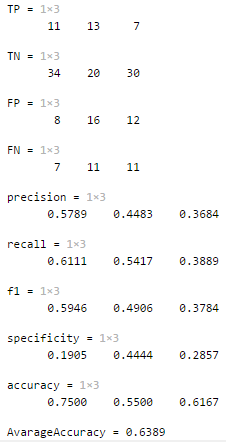 TP = 1×3
11 13 7
TN = 1×3
34 20 30
FP = 1×3
8 16 12
FN = 1×3
7 11 11
precision = 1×3
0.5789 0.4483 0.3684
recall = 1×3
0.6111 0.5417 0.3889
f1 = 1×3
0.5946 0.4906 0.3784
specificity = 1×3
0.1905 0.4444 0.2857
accuracy = 1×3
0.7500 0.5500 0.6167
AvarageAccuracy = 0.6389